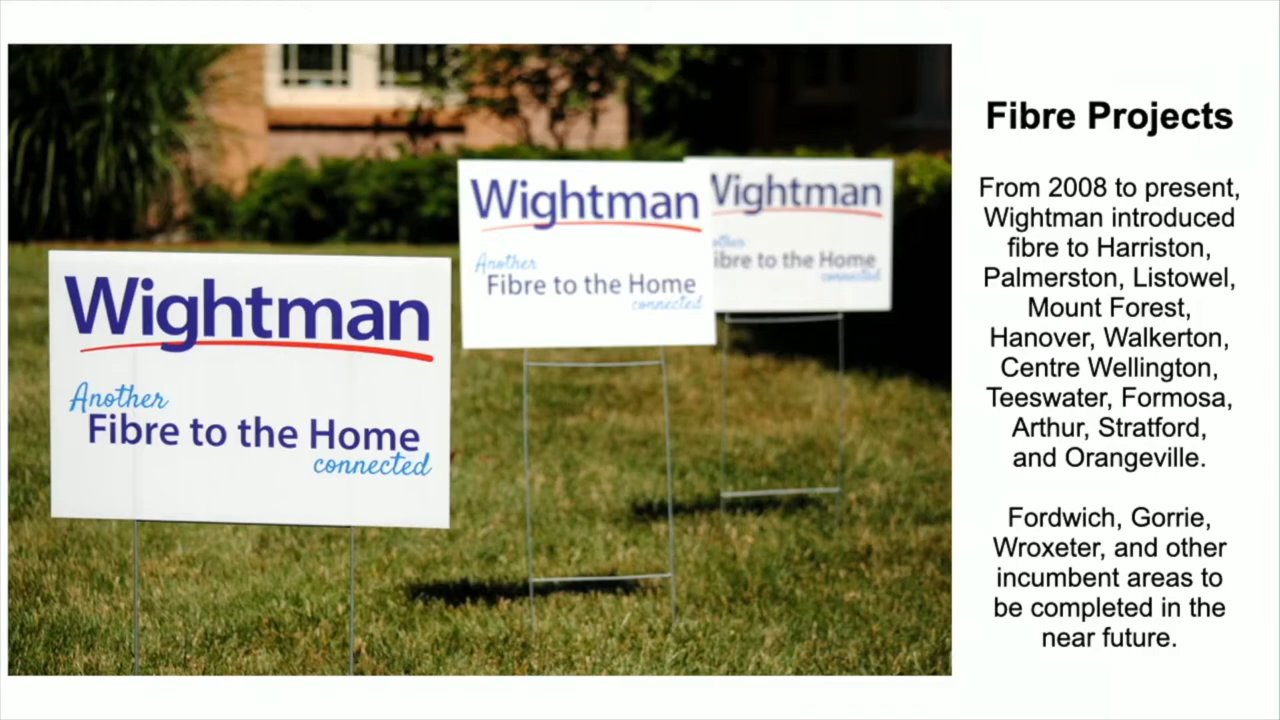 Wightman
Another
Fibre to the Home
connected
Wightman
Another
Fibre to the Home
connected
Wightman
Another
ibre to the Home
connected
Fibre Projects
From 2008 to present,
Wightman introduced
fibre to Harriston,
Palmerston, Listowel,
Mount Forest,
Hanover, Walkerton,
Centre Wellington,
Teeswater, Formosa,
Arthur, Stratford,
and Orangeville.
Fordwich, Gorrie,
Wroxeter, and other
incumbent areas to
be completed in the
near future.